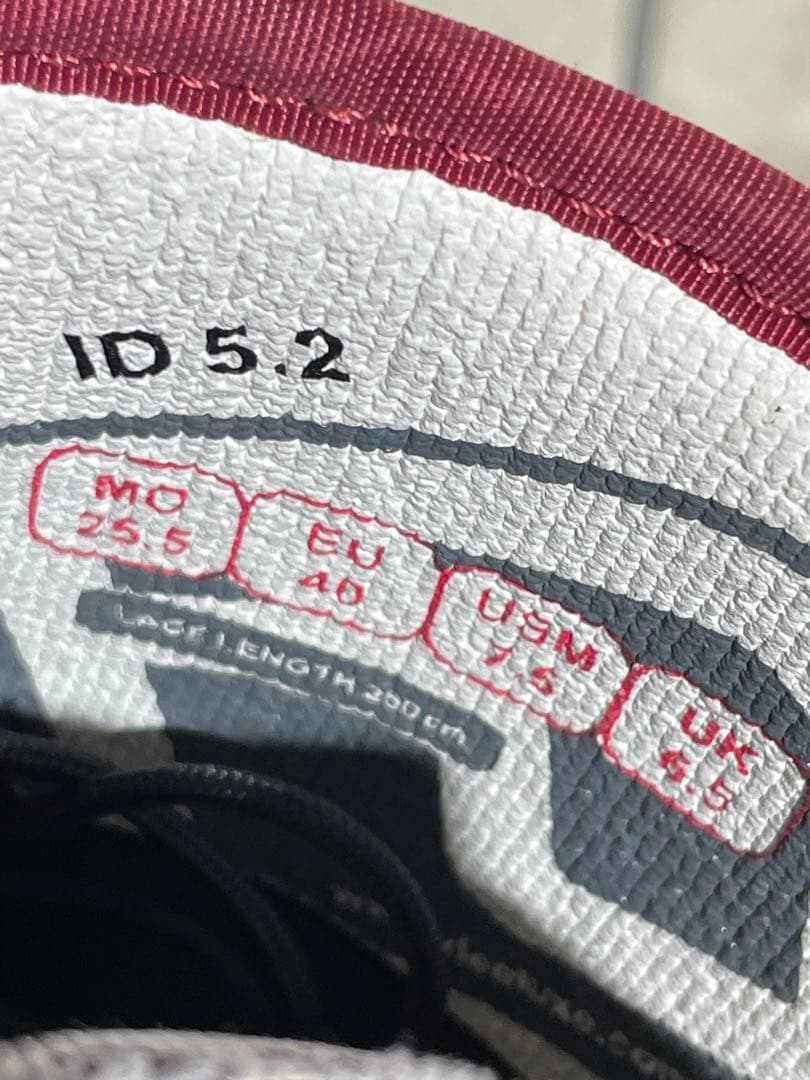 ID 5.2
MO
25.5
EU
40
USM
7.5
UK
6.5
LACE LENGTH 200 cm